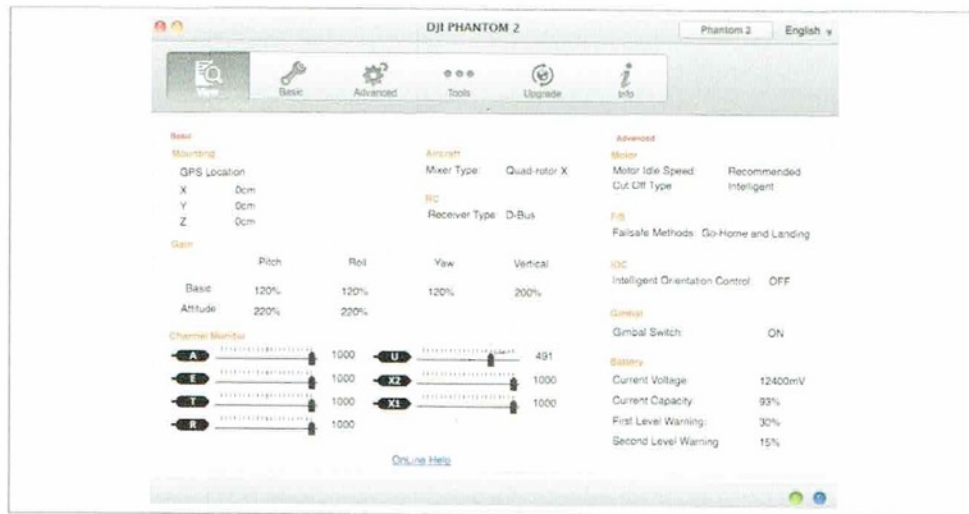 DJI PHANTOM 2
Phantom 2
English
View
Basic
Advanced
Tools
Upgrade
Info
Basic
Mounting
GPS Location
X 0cm
Y 0cm
Z 0cm
Aircraft
Mixer Type: Quad-rotor X
RC
Receiver Type: D-Bus
Gain
Pitch Roll Yaw Vertical
Basic 120% 120% 120% 200%
Attitude 220% 220%
Channel Monitor
A 1000
E 1000
T 1000
R 1000
U 491
X2 1000
X1 1000
Advanced
Motor
Motor Idle Speed: Recommended
Cut Off Type Intelligent
F/S
Failsafe Methods: Go-Home and Landing
IOC
Intelligent Orientation Control OFF
Gimbal
Gimbal Switch: ON
Battery
Current Voltage 12400mV
Current Capacity: 93%
First Level Warning: 30%
Second Level Warning 15%
OnLine Help